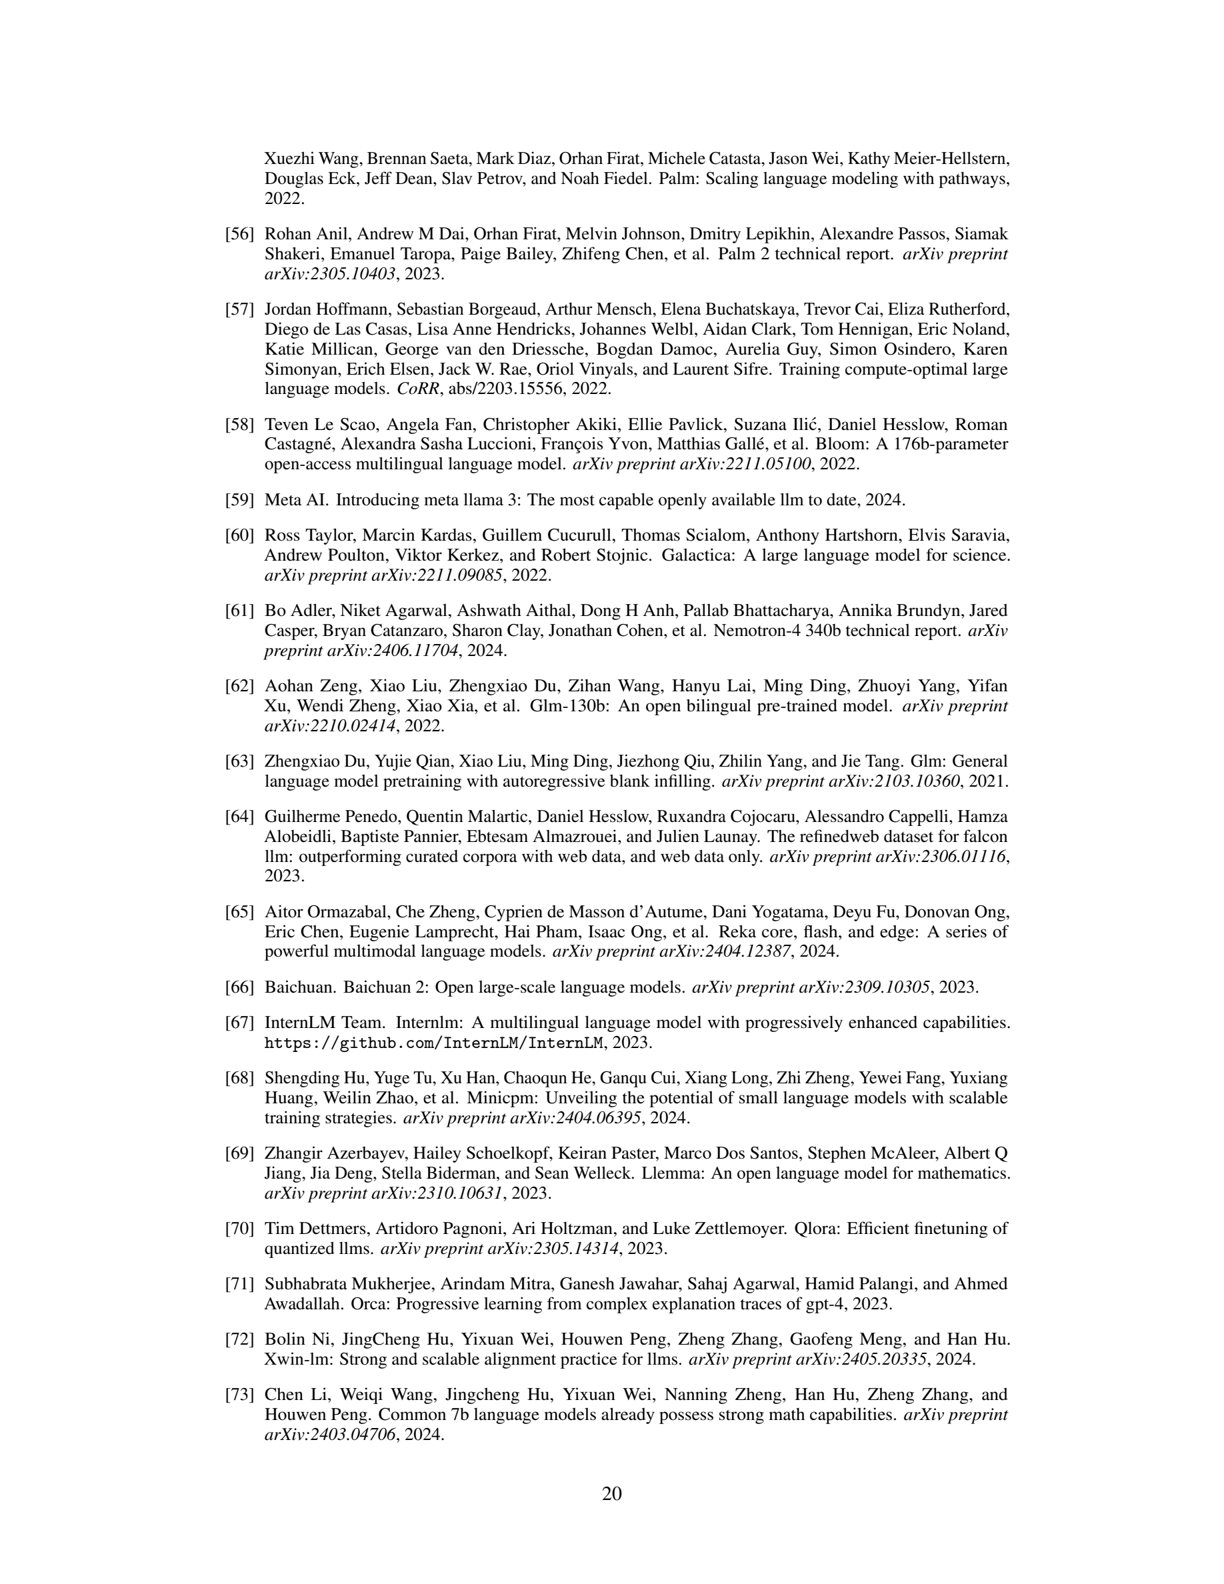 Xuezhi Wang, Brennan Saeta, Mark Diaz, Orhan Firat, Michele Catasta, Jason Wei, Kathy Meier-Hellstern,
Douglas Eck, Jeff Dean, Slav Petrov, and Noah Fiedel. Palm: Scaling language modeling with pathways,
2022.
[56] Rohan Anil, Andrew M Dai, Orhan Firat, Melvin Johnson, Dmitry Lepikhin, Alexandre Passos, Siamak
Shakeri, Emanuel Taropa, Paige Bailey, Zhifeng Chen, et al. Palm 2 technical report. arXiv preprint
arXiv:2305.10403, 2023.
[57] Jordan Hoffmann, Sebastian Borgeaud, Arthur Mensch, Elena Buchatskaya, Trevor Cai, Eliza Rutherford,
Diego de Las Casas, Lisa Anne Hendricks, Johannes Welbl, Aidan Clark, Tom Hennigan, Eric Noland,
Katie Millican, George van den Driessche, Bogdan Damoc, Aurelia Guy, Simon Osindero, Karen
Simonyan, Erich Elsen, Jack W. Rae, Oriol Vinyals, and Laurent Sifre. Training compute-optimal large
language models. CoRR, abs/2203.15556, 2022.
[58] Teven Le Scao, Angela Fan, Christopher Akiki, Ellie Pavlick, Suzana Ilić, Daniel Hesslow, Roman
Castagné, Alexandra Sasha Luccioni, François Yvon, Matthias Gallé, et al. Bloom: A 176b-parameter
open-access multilingual language model. arXiv preprint arXiv:2211.05100, 2022.
[59] Meta AI. Introducing meta llama 3: The most capable openly available llm to date, 2024.
[60] Ross Taylor, Marcin Kardas, Guillem Cucurull, Thomas Scialom, Anthony Hartshorn, Elvis Saravia,
Andrew Poulton, Viktor Kerkez, and Robert Stojnic. Galactica: A large language model for science.
arXiv preprint arXiv:2211.09085, 2022.
[61] Bo Adler, Niket Agarwal, Ashwath Aithal, Dong H Anh, Pallab Bhattacharya, Annika Brundyn, Jared
Casper, Bryan Catanzaro, Sharon Clay, Jonathan Cohen, et al. Nemotron-4 340b technical report. arXiv
preprint arXiv:2406.11704, 2024.
[62] Aohan Zeng, Xiao Liu, Zhengxiao Du, Zihan Wang, Hanyu Lai, Ming Ding, Zhuoyi Yang, Yifan
Xu, Wendi Zheng, Xiao Xia, et al. Glm-130b: An open bilingual pre-trained model. arXiv preprint
arXiv:2210.02414, 2022.
[63] Zhengxiao Du, Yujie Qian, Xiao Liu, Ming Ding, Jiezhong Qiu, Zhilin Yang, and Jie Tang. Glm: General
language model pretraining with autoregressive blank infilling. arXiv preprint arXiv:2103.10360, 2021.
[64] Guilherme Penedo, Quentin Malartic, Daniel Hesslow, Ruxandra Cojocaru, Alessandro Cappelli, Hamza
Alobeidli, Baptiste Pannier, Ebtesam Almazrouei, and Julien Launay. The refinedweb dataset for falcon
llm: outperforming curated corpora with web data, and web data only. arXiv preprint arXiv:2306.01116,
2023.
[65] Aitor Ormazabal, Che Zheng, Cyprien de Masson d'Autume, Dani Yogatama, Deyu Fu, Donovan Ong,
Eric Chen, Eugenie Lamprecht, Hai Pham, Isaac Ong, et al. Reka core, flash, and edge: A series of
powerful multimodal language models. arXiv preprint arXiv:2404.12387, 2024.
[66] Baichuan. Baichuan 2: Open large-scale language models. arXiv preprint arXiv:2309.10305, 2023.
[67] InternLM Team. Internlm: A multilingual language model with progressively enhanced capabilities.
https://github.com/InternLM/InternLM, 2023.
[68] Shengding Hu, Yuge Tu, Xu Han, Chaoqun He, Ganqu Cui, Xiang Long, Zhi Zheng, Yewei Fang, Yuxiang
Huang, Weilin Zhao, et al. Minicpm: Unveiling the potential of small language models with scalable
training strategies. arXiv preprint arXiv:2404.06395, 2024.
[69] Zhangir Azerbayev, Hailey Schoelkopf, Keiran Paster, Marco Dos Santos, Stephen McAleer, Albert Q
Jiang, Jia Deng, Stella Biderman, and Sean Welleck. Llemma: An open language model for mathematics.
arXiv preprint arXiv:2310.10631, 2023.
[70] Tim Dettmers, Artidoro Pagnoni, Ari Holtzman, and Luke Zettlemoyer. Qlora: Efficient finetuning of
quantized llms. arXiv preprint arXiv:2305.14314, 2023.
[71] Subhabrata Mukherjee, Arindam Mitra, Ganesh Jawahar, Sahaj Agarwal, Hamid Palangi, and Ahmed
Awadallah. Orca: Progressive learning from complex explanation traces of gpt-4, 2023.
[72] Bolin Ni, JingCheng Hu, Yixuan Wei, Houwen Peng, Zheng Zhang, Gaofeng Meng, and Han Hu.
Xwin-lm: Strong and scalable alignment practice for llms. arXiv preprint arXiv:2405.20335, 2024.
[73] Chen Li, Weiqi Wang, Jingcheng Hu, Yixuan Wei, Nanning Zheng, Han Hu, Zheng Zhang, and
Houwen Peng. Common 7b language models already possess strong math capabilities. arXiv preprint
arXiv:2403.04706, 2024.
20